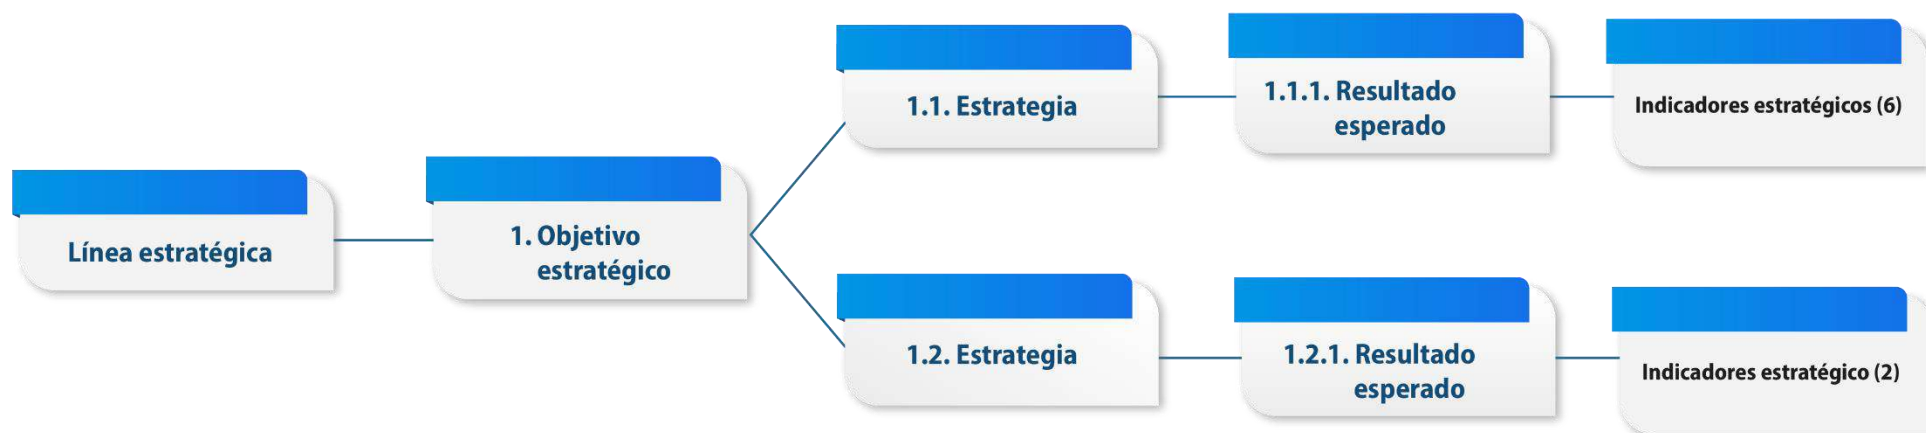 Línea estratégica
1. Objetivo
estratégico
1.1. Estrategia
1.1.1. Resultado
esperado
Indicadores estratégicos (6)
1.2. Estrategia
1.2.1. Resultado
esperado
Indicadores estratégico (2)